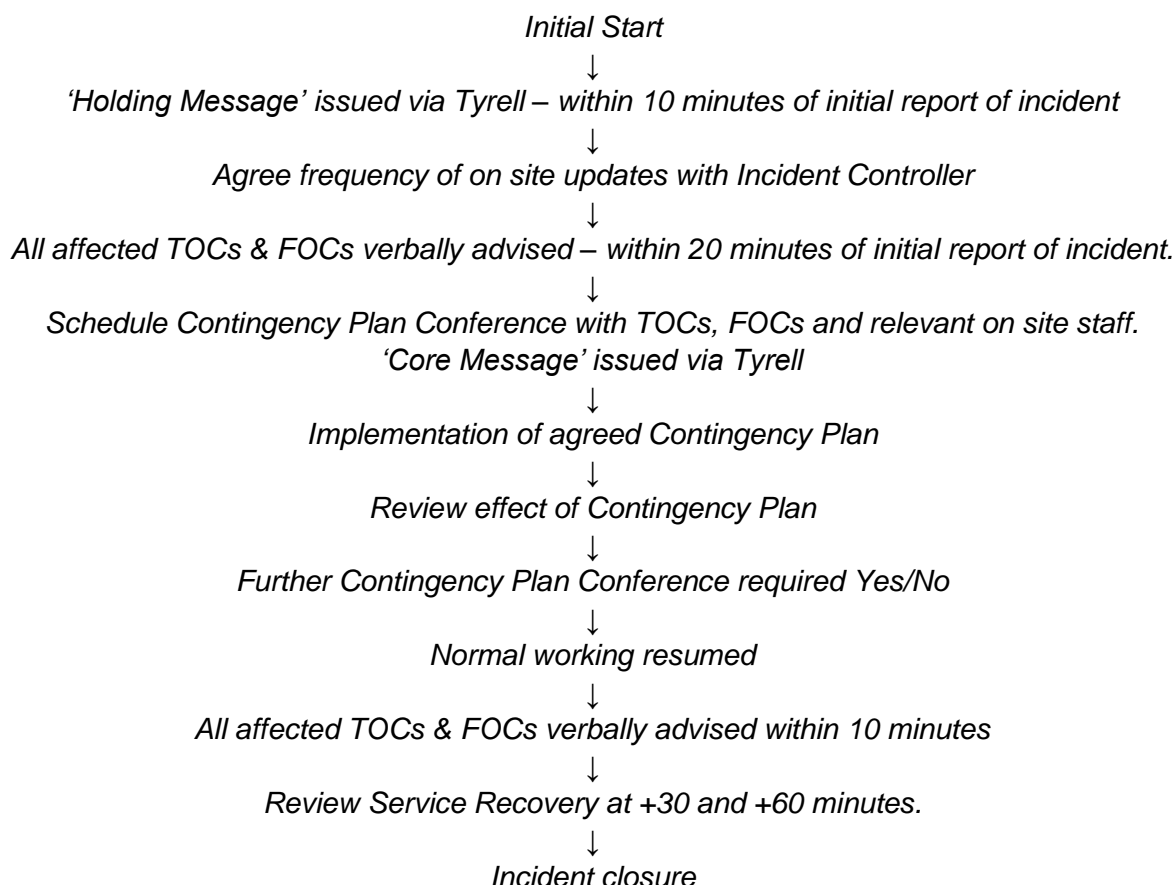 Initial Start
↓
‘Holding Message’ issued via Tyrell – within 10 minutes of initial report of incident
↓
Agree frequency of on site updates with Incident Controller
↓
All affected TOCs & FOCs verbally advised – within 20 minutes of initial report of incident.
↓
Schedule Contingency Plan Conference with TOCs, FOCs and relevant on site staff.
‘Core Message’ issued via Tyrell
↓
Implementation of agreed Contingency Plan
↓
Review effect of Contingency Plan
↓
Further Contingency Plan Conference required Yes/No
↓
Normal working resumed
↓
All affected TOCs & FOCs verbally advised within 10 minutes
↓
Review Service Recovery at +30 and +60 minutes.
↓
Incident closure